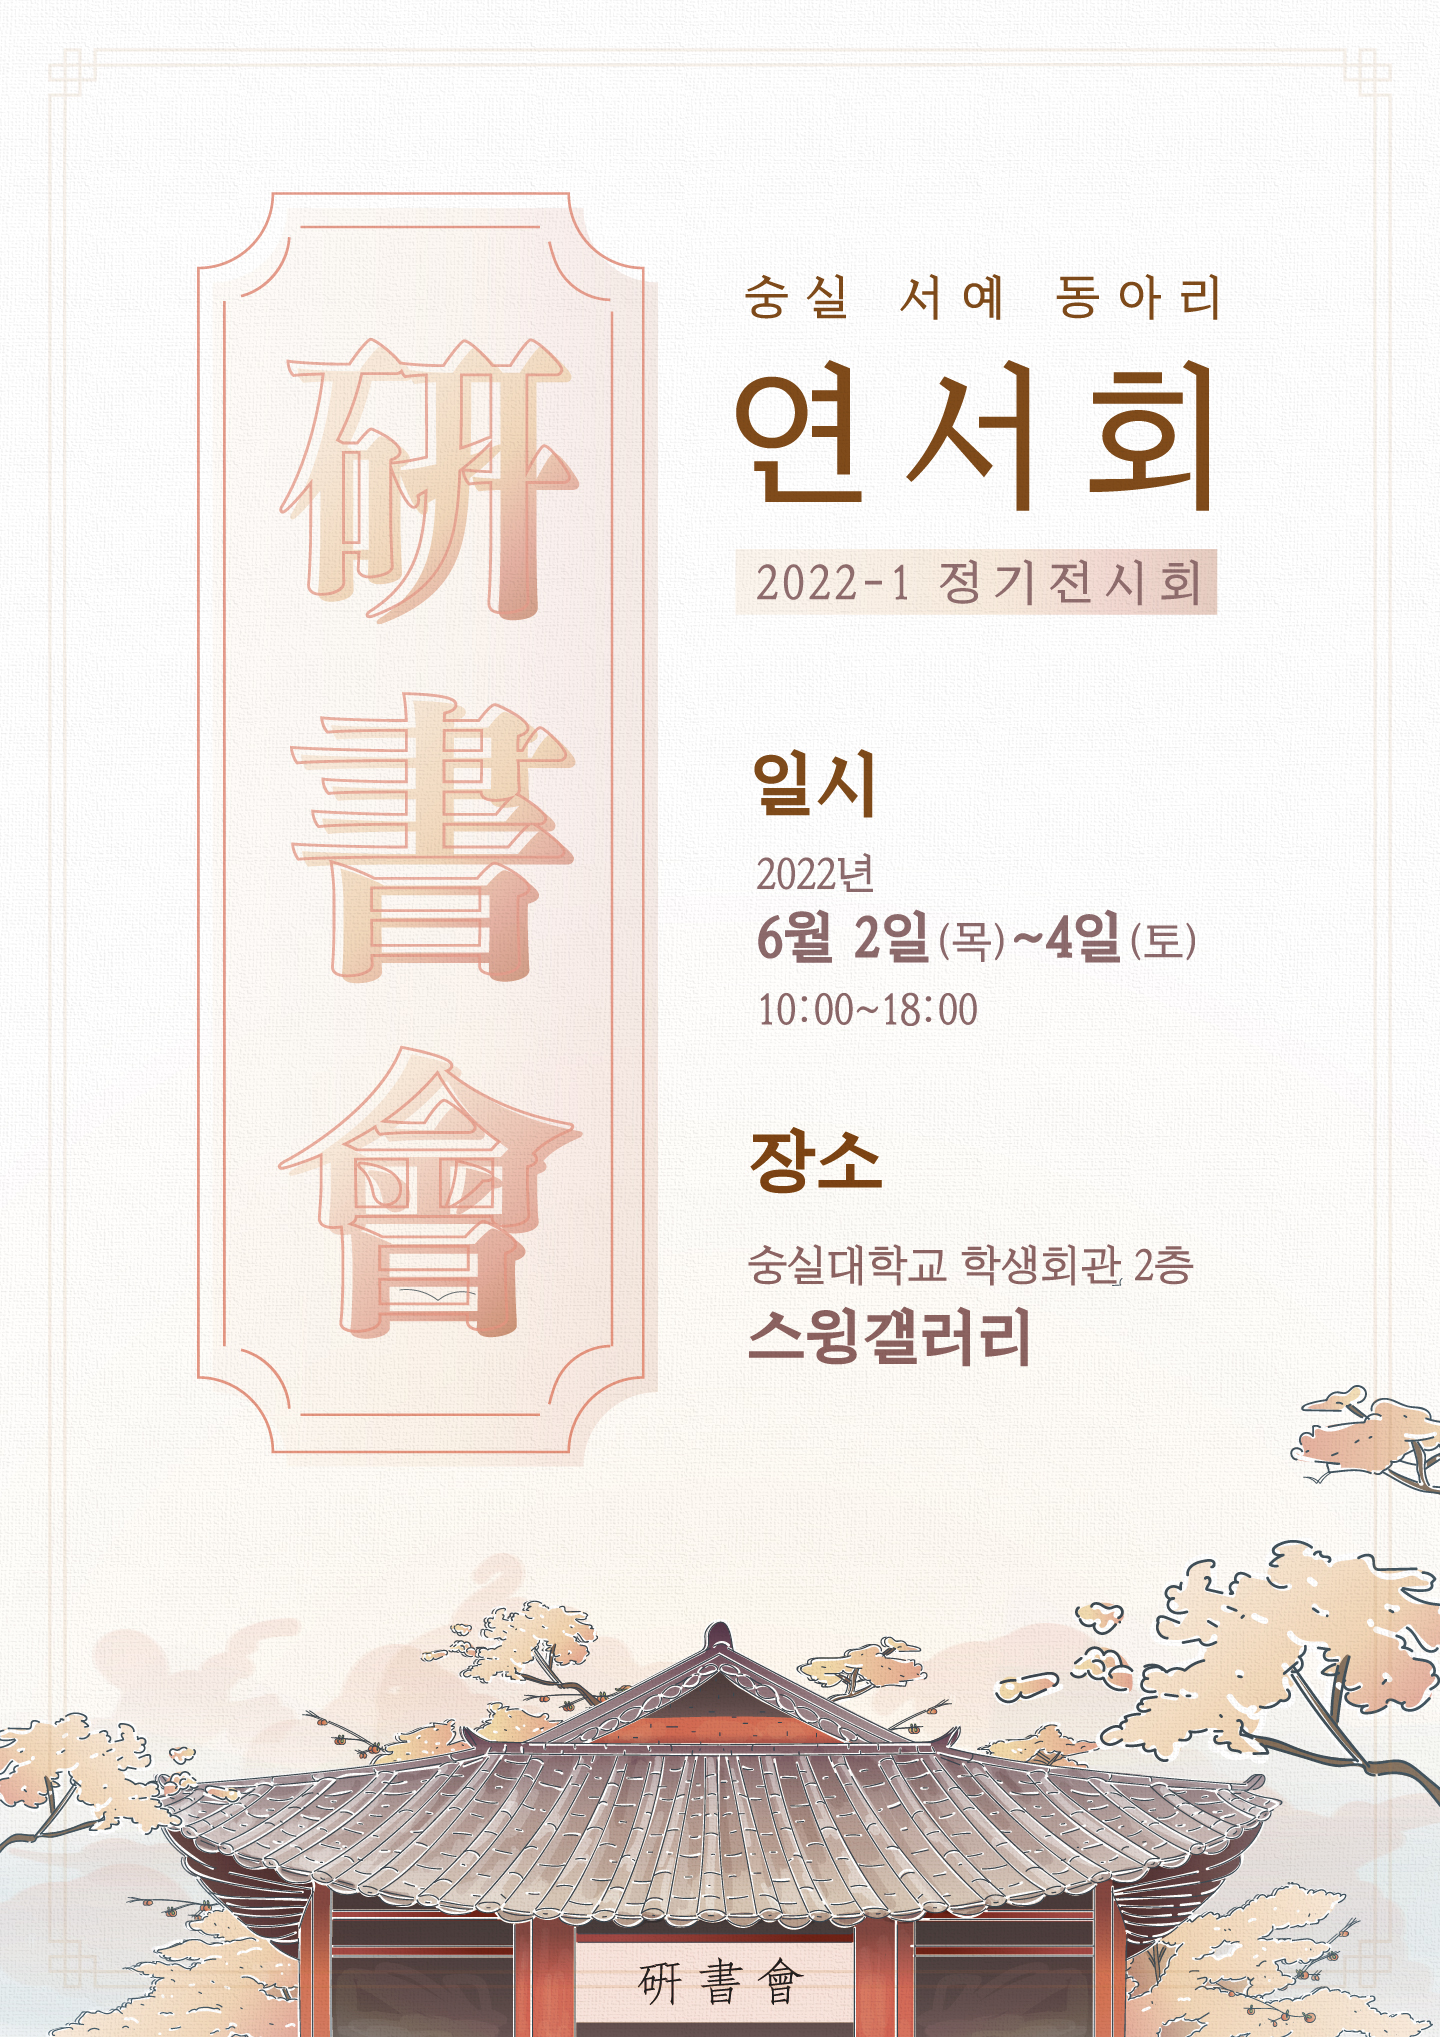 研書會
숭실 서예 동아리
연서회
2022-1 정기전시회
일시
2022년
6월 2일(목)~4일(토)
10:00~18:00
장소
숭실대학교 학생회관 2층
스윙갤러리
硏書會